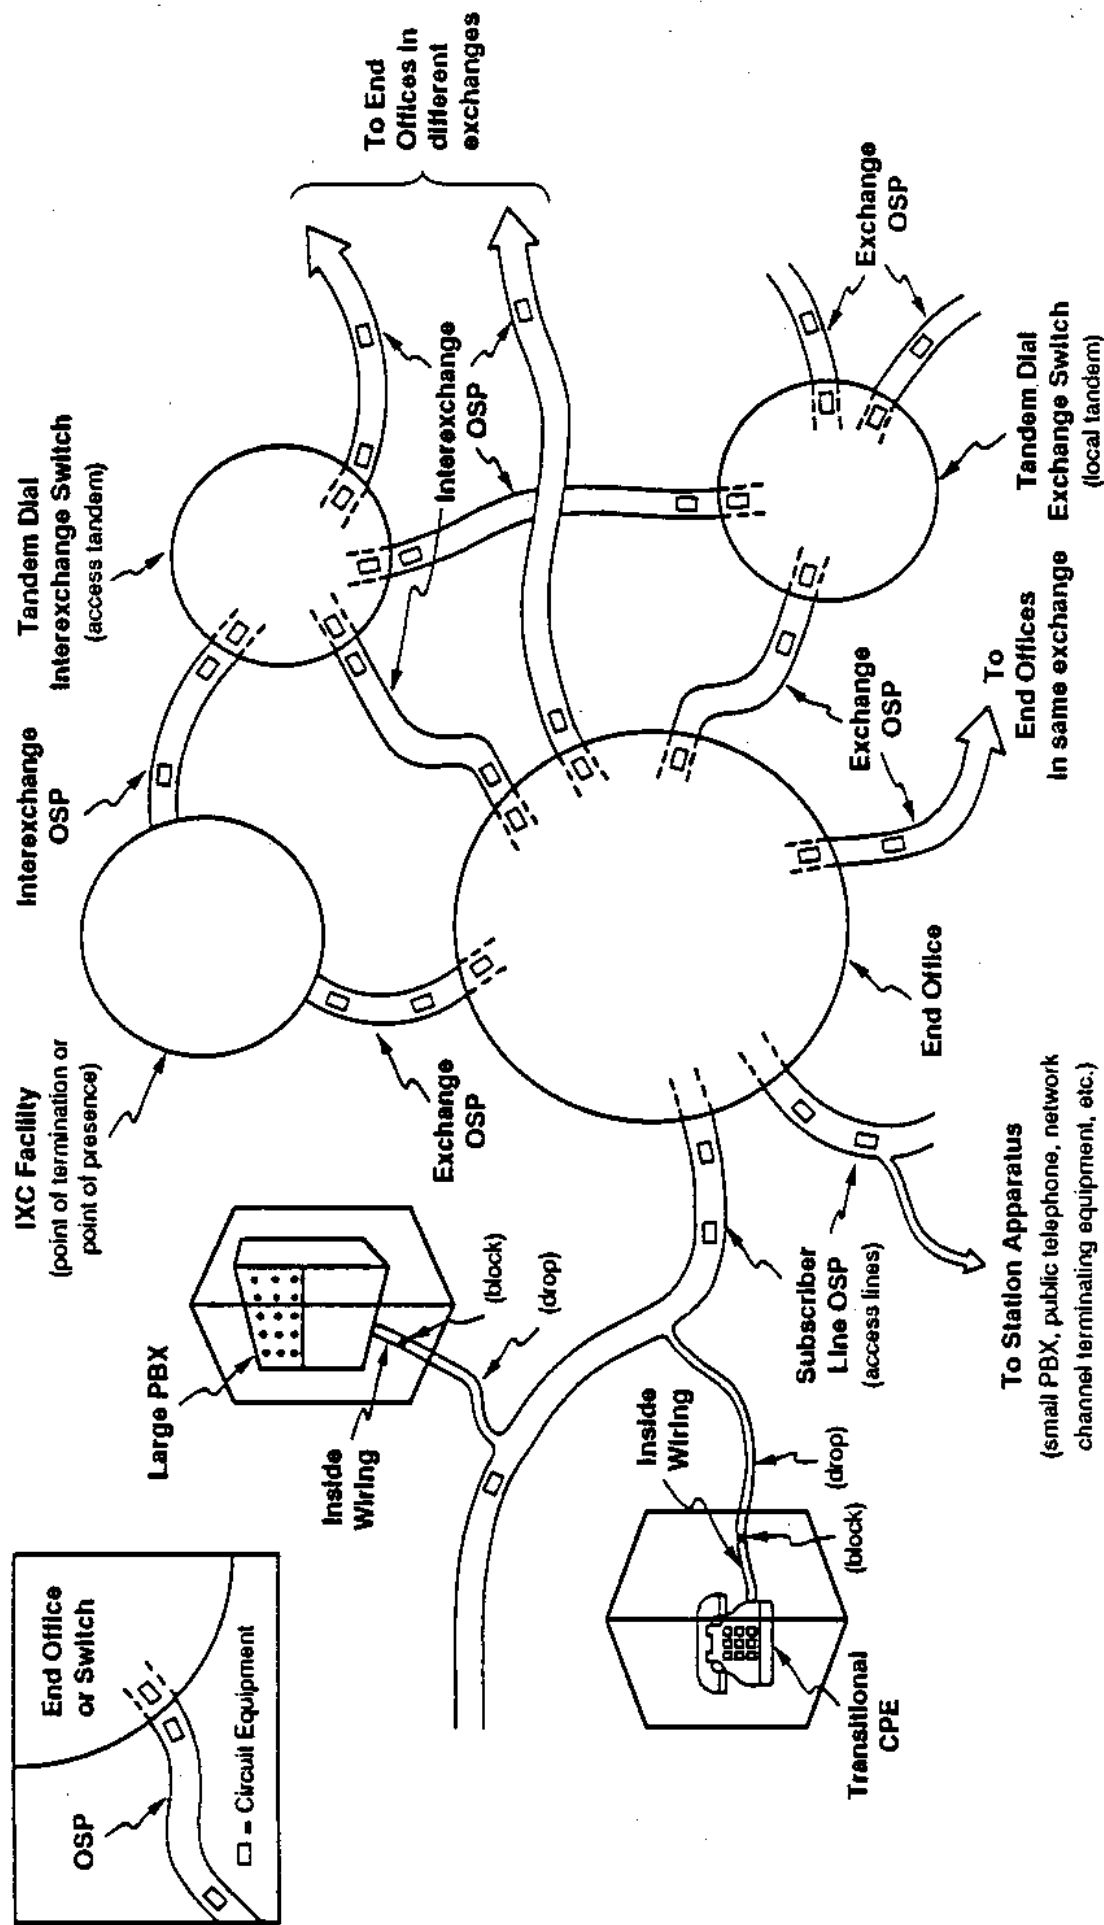 End Office
or Switch
OSP
= Circuit Equipment
Large PBX
Inside
Wiring
(block)
(drop)
IXC Facility
(point of termination or
point of presence)
Exchange
OSP
Interexchange
OSP
Tandem Dial
Interexchange Switch
(access tandem)
To End
Offices in
different
exchanges
Interexchange
OSP
Exchange
OSP
Tandem Dial
Exchange Switch
(local tandem)
Exchange
OSP
To
End Offices
In same exchange
End Office
Subscriber
Line OSP
(access lines)
To Station Apparatus
(small PBX, public telephone, network
channel terminating equipment, etc.)
Inside
Wiring
(drop)
(block)
Transitional
CPE